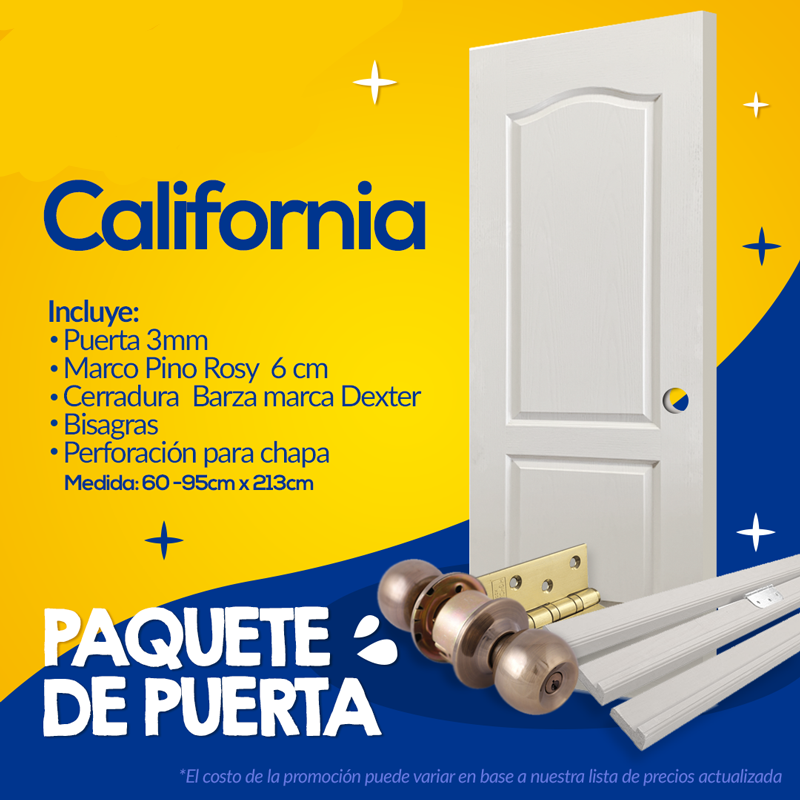 California
Incluye:
• Puerta 3mm
• Marco Pino Rosy 6 cm
• Cerradura Barza marca Dexter
• Bisagras
• Perforación para chapa
Medida: 60 -95cm x 213cm
PAQUETE
DE PUERTA
*El costo de la promoción puede variar en base a nuestra lista de precios actualizada